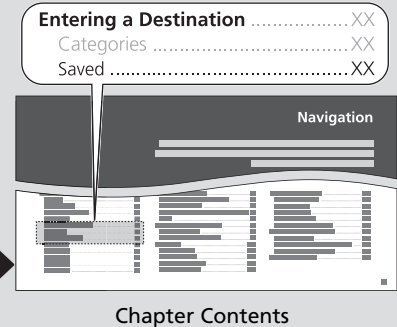 Entering a Destination ................ XX
Categories ................................ XX
Saved ....................................... XX
Navigation
Chapter Contents